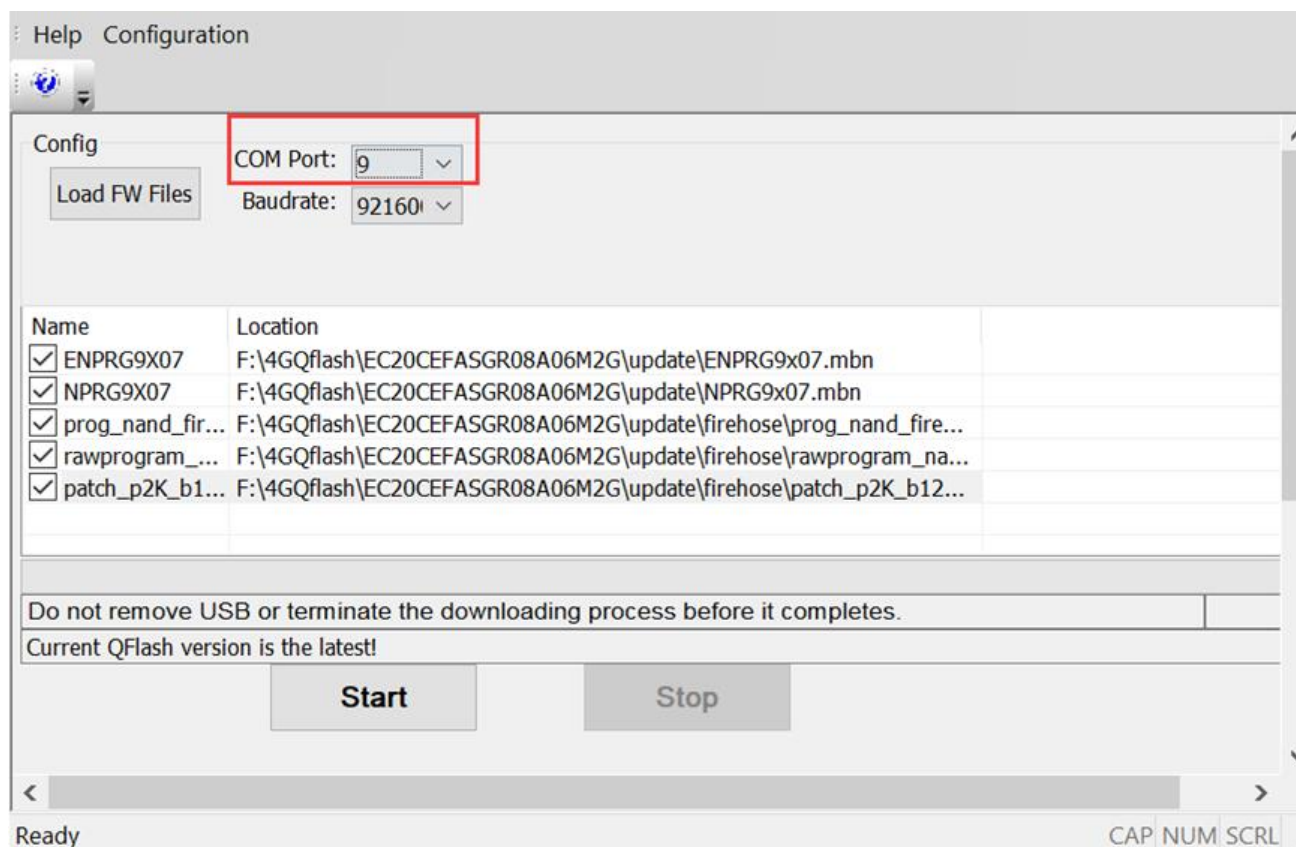 Help Configuration
Config
COM Port: 9
Load FW Files
Baudrate: 92160
Name Location
ENPRG9X07 F:\4GQflash\EC20CEFASGR08A06M2G\update\ENPRG9x07.mbn
NPRG9X07 F:\4GQflash\EC20CEFASGR08A06M2G\update\NPRG9x07.mbn
prog_nand_fir... F:\4GQflash\EC20CEFASGR08A06M2G\update\firehose\prog_nand_fire...
rawprogram_... F:\4GQflash\EC20CEFASGR08A06M2G\update\firehose\rawprogram_na...
patch_p2K_b1... F:\4GQflash\EC20CEFASGR08A06M2G\update\firehose\patch_p2K_b12...
Do not remove USB or terminate the downloading process before it completes.
Current QFlash version is the latest!
Start Stop
Ready CAP NUM SCRL